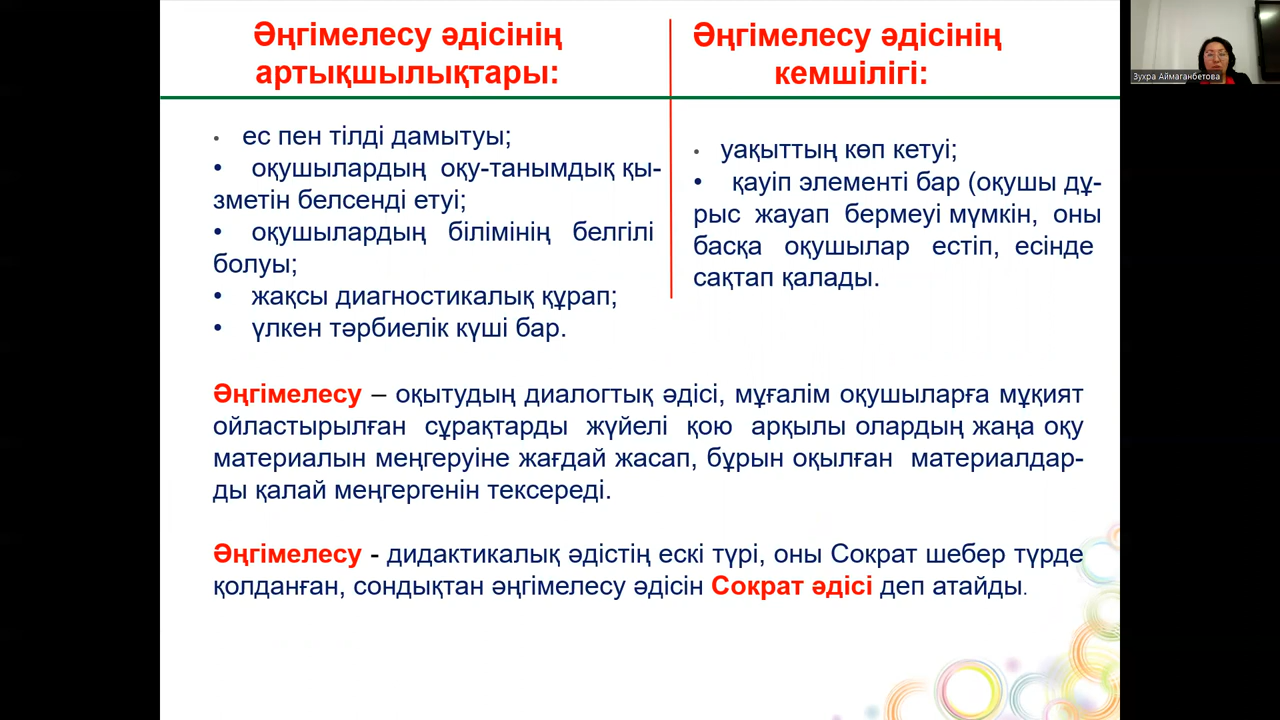 Әңгімелесу әдісінің
артықшылықтары:
Әңгімелесу әдісінің
кемшілігі:
• ес пен тілді дамытуы;
• оқушылардың оқу-танымдық қы-
зметін белсенді етуі;
• оқушылардың білімінің белгілі
болуы;
• жақсы диагностикалық құрап;
• үлкен тәрбиелік күші бар.
• уақыттың көп кетуі;
• қауіп элементі бар (оқушы дұ-
рыс жауап бермеуі мүмкін, оны
басқа оқушылар естіп, есінде
сақтап қалады.
Әңгімелесу – оқытудың диалогтық әдісі, мұғалім оқушыларға мұқият
ойластырылған сұрақтарды жүйелі қою арқылы олардың жаңа оқу
материалын меңгеруіне жағдай жасап, бұрын оқылған материалдар-
ды қалай меңгергенін тексереді.
Әңгімелесу - дидактикалық әдістің ескі түрі, оны Сократ шебер түрде
қолданған, сондықтан әңгімелесу әдісін Сократ әдісі деп атайды.
Зухра Аймаганбетова